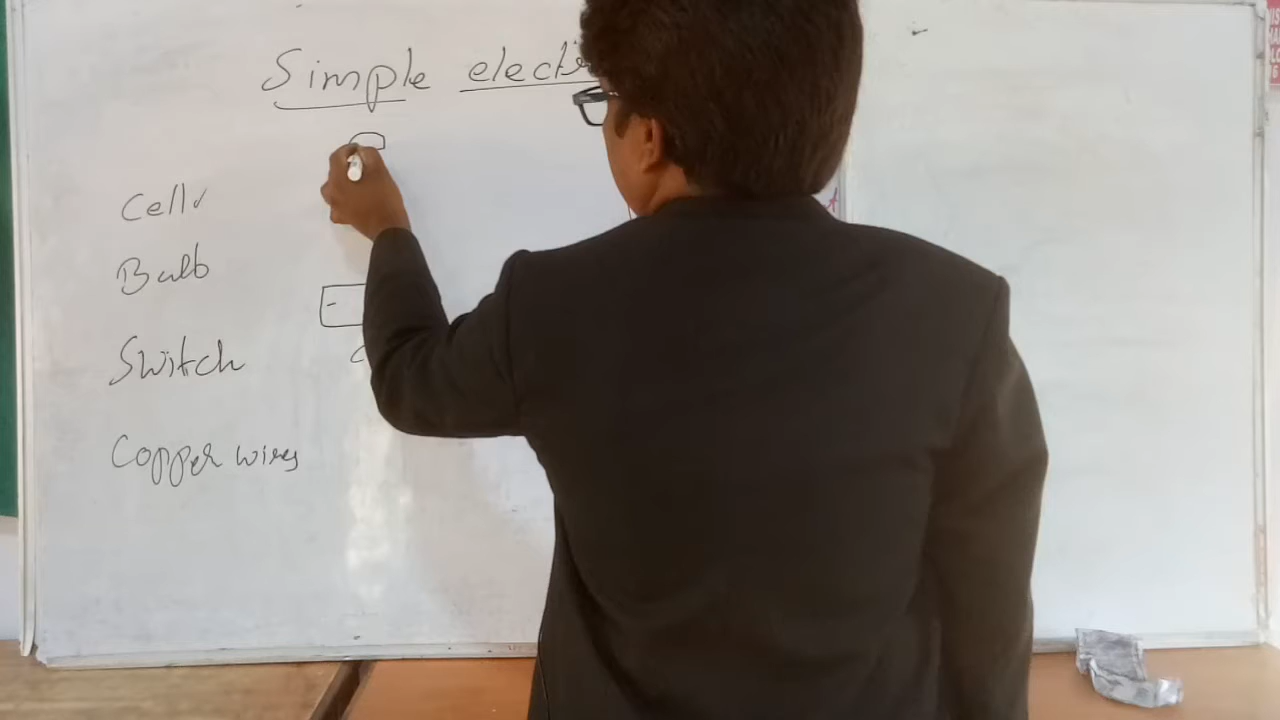 Simple elect
Cell
Bulb
Switch
Copper wires